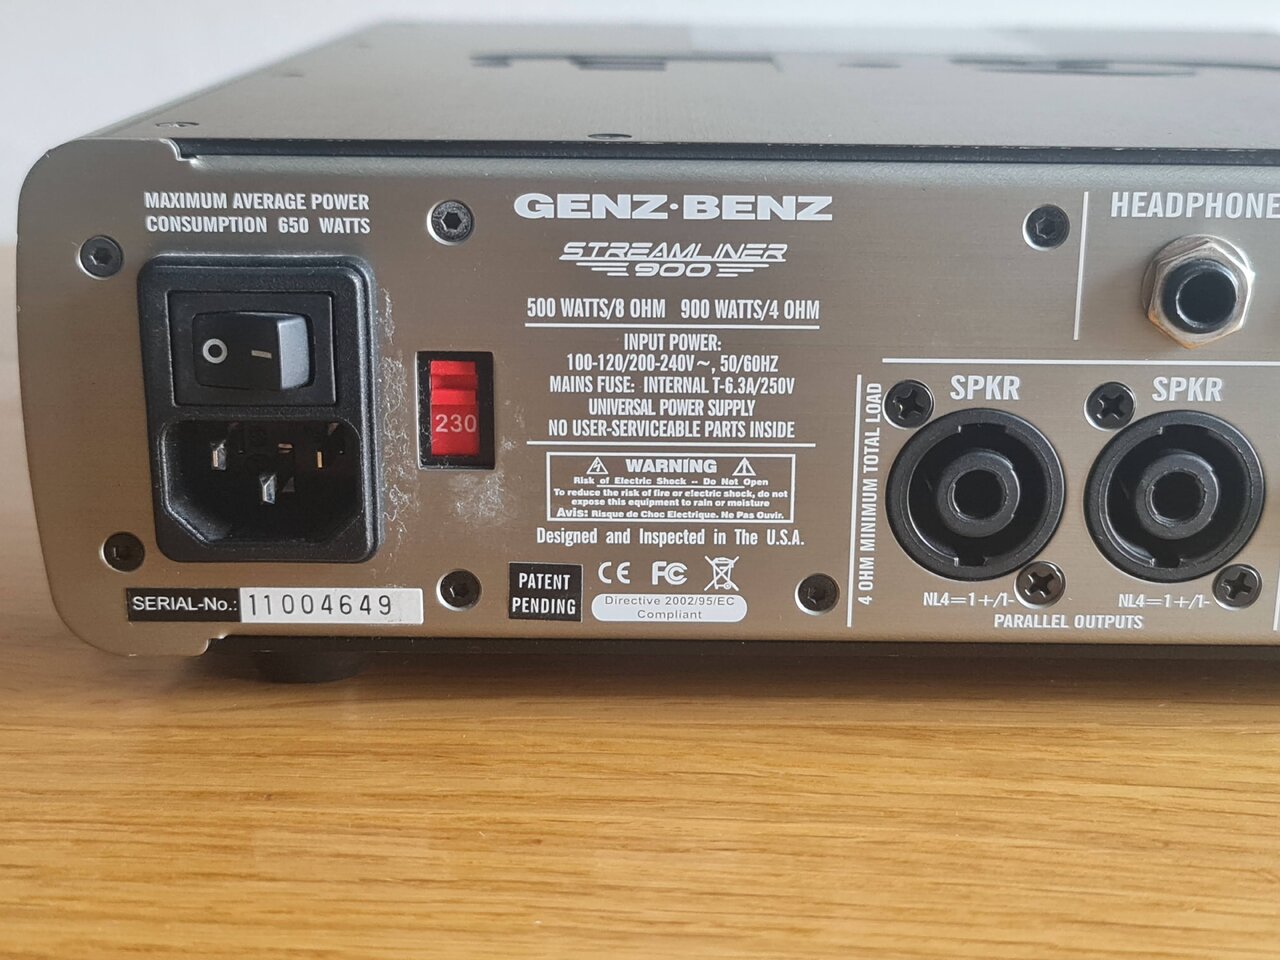 MAXIMUM AVERAGE POWER
CONSUMPTION 650 WATTS
O –
230
SERIAL-No.: 11004649
GENZ·BENZ
STREAMLINER
900
500 WATTS/8 OHM 900 WATTS/4 OHM
INPUT POWER:
100-120/200-240V~, 50/60HZ
MAINS FUSE: INTERNAL T-6.3A/250V
UNIVERSAL POWER SUPPLY
NO USER-SERVICEABLE PARTS INSIDE
WARNING
Risk of Electric Shock -- Do Not Open
To reduce the risk of fire or electric shock, do not
expose this equipment to rain or moisture
Avis: Risque de Choc Electrique. Ne Pas Ouvrir.
Designed and Inspected in The U.S.A.
PATENT
PENDING
CE FC
Directive 2002/95/EC
Compliant
HEADPHONE
4 OHM MINIMUM TOTAL LOAD
SPKR SPKR
NL4=1+/1- NL4=1+/1-
PARALLEL OUTPUTS